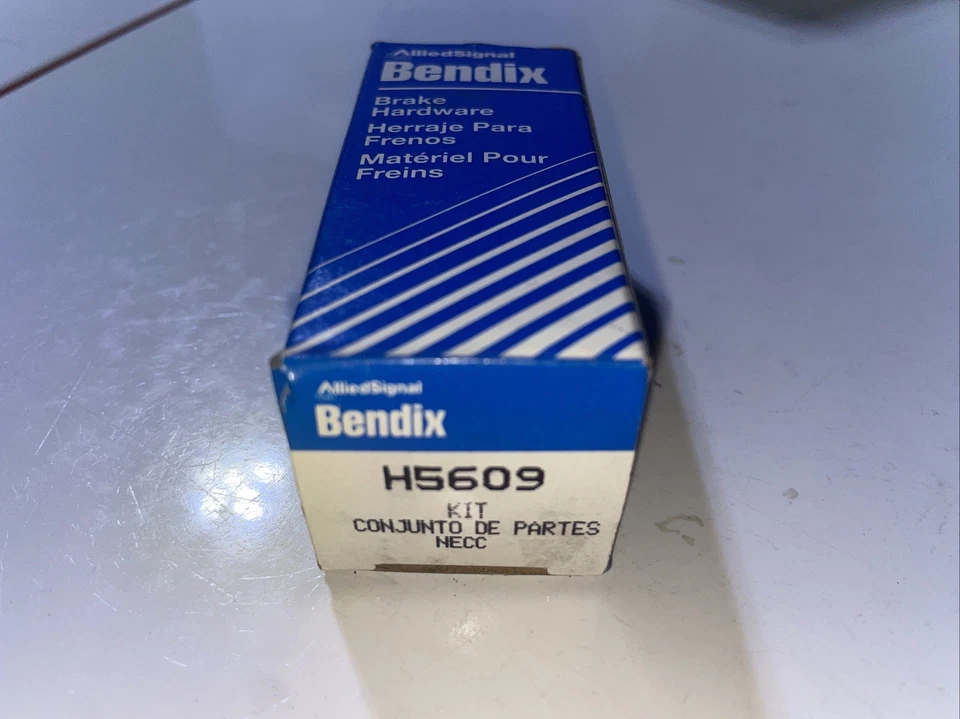 AlliedSignal
Bendix
Brake
Hardware
Herraje Para
Frenos
Matériel Pour
Freins
AlliedSignal
Bendix
H5609
KIT
CONJUNTO DE PARTES
NECC